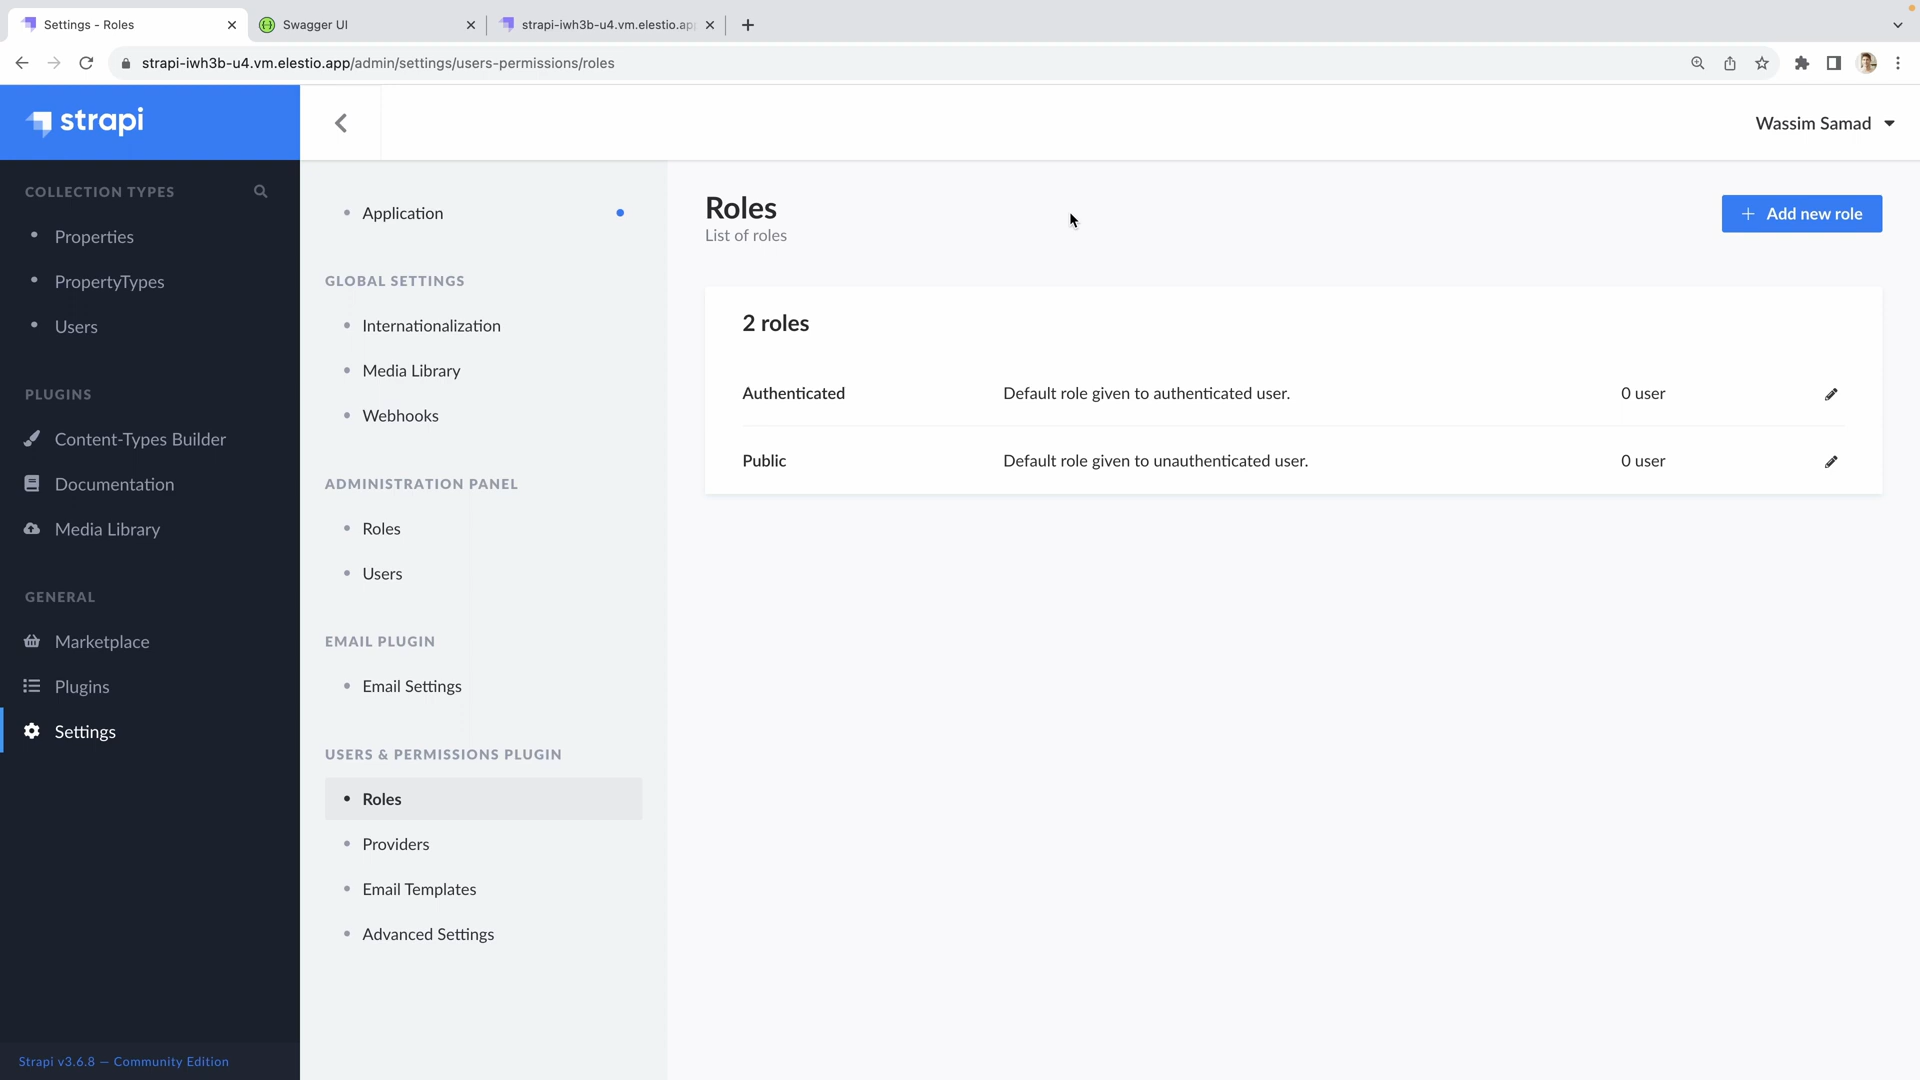 Settings - Roles
Swagger UI
strapi-iwh3b-u4.vm.elestio.app
strapi-iwh3b-u4.vm.elestio.app/admin/settings/users-permissions/roles
strapi
Wassim Samad
COLLECTION TYPES
Properties
PropertyTypes
Users
PLUGINS
Content-Types Builder
Documentation
Media Library
GENERAL
Marketplace
Plugins
Settings
Strapi v3.6.8 — Community Edition
Application
GLOBAL SETTINGS
Internationalization
Media Library
Webhooks
ADMINISTRATION PANEL
Roles
Users
EMAIL PLUGIN
Email Settings
USERS & PERMISSIONS PLUGIN
Roles
Providers
Email Templates
Advanced Settings
Roles
List of roles
Add new role
2 roles
Authenticated Default role given to authenticated user. 0 user
Public Default role given to unauthenticated user. 0 user